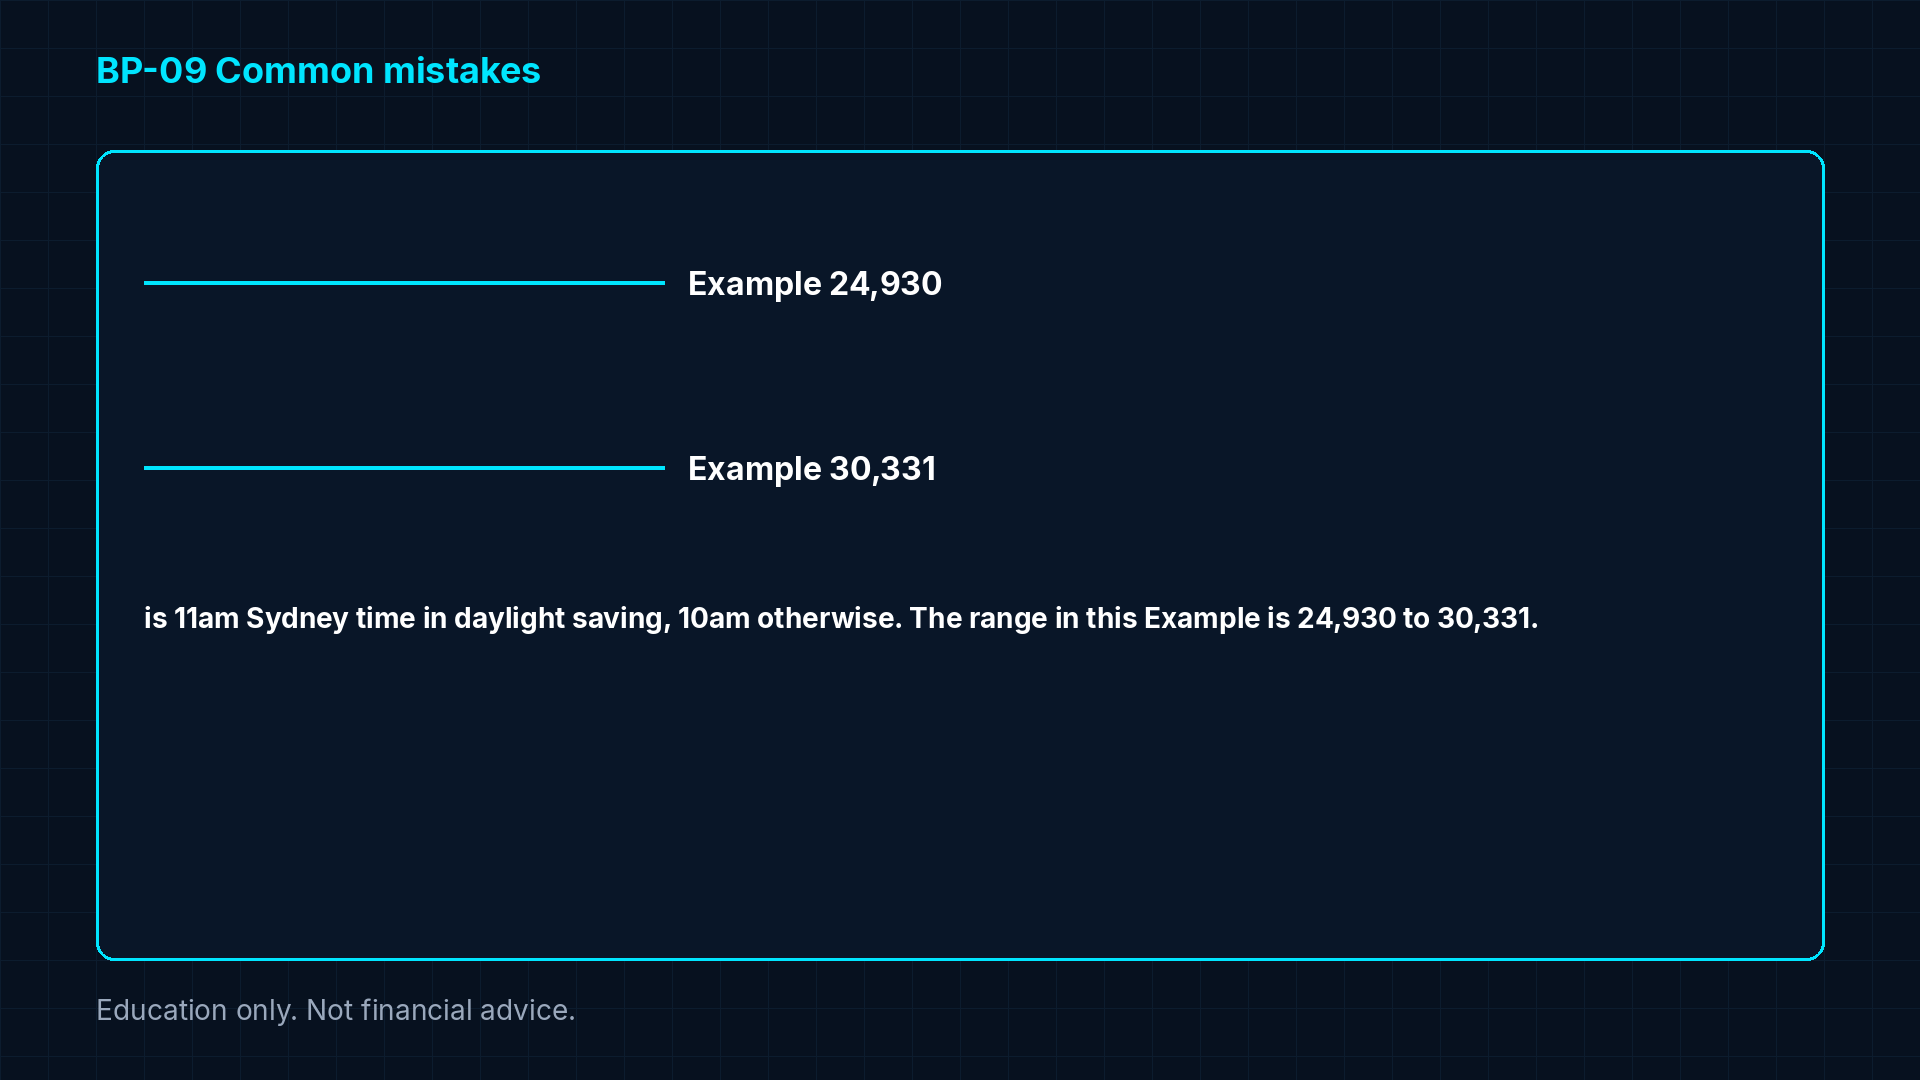 BP-09 Common mistakes
Example 24,930
Example 30,331
is 11am Sydney time in daylight saving, 10am otherwise. The range in this Example is 24,930 to 30,331.
Education only. Not financial advice.